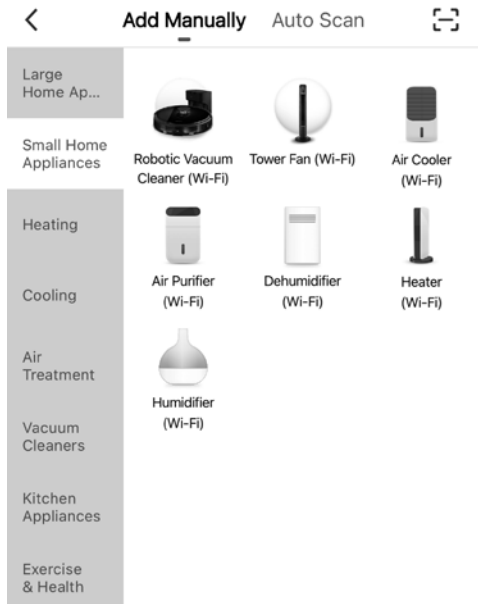 Add Manually Auto Scan
Large
Home Ap...
Small Home
Appliances
Heating
Cooling
Air
Treatment
Vacuum
Cleaners
Kitchen
Appliances
Exercise
& Health
Robotic Vacuum
Cleaner (Wi-Fi)
Tower Fan (Wi-Fi)
Air Cooler
(Wi-Fi)
Air Purifier
(Wi-Fi)
Dehumidifier
(Wi-Fi)
Heater
(Wi-Fi)
Humidifier
(Wi-Fi)